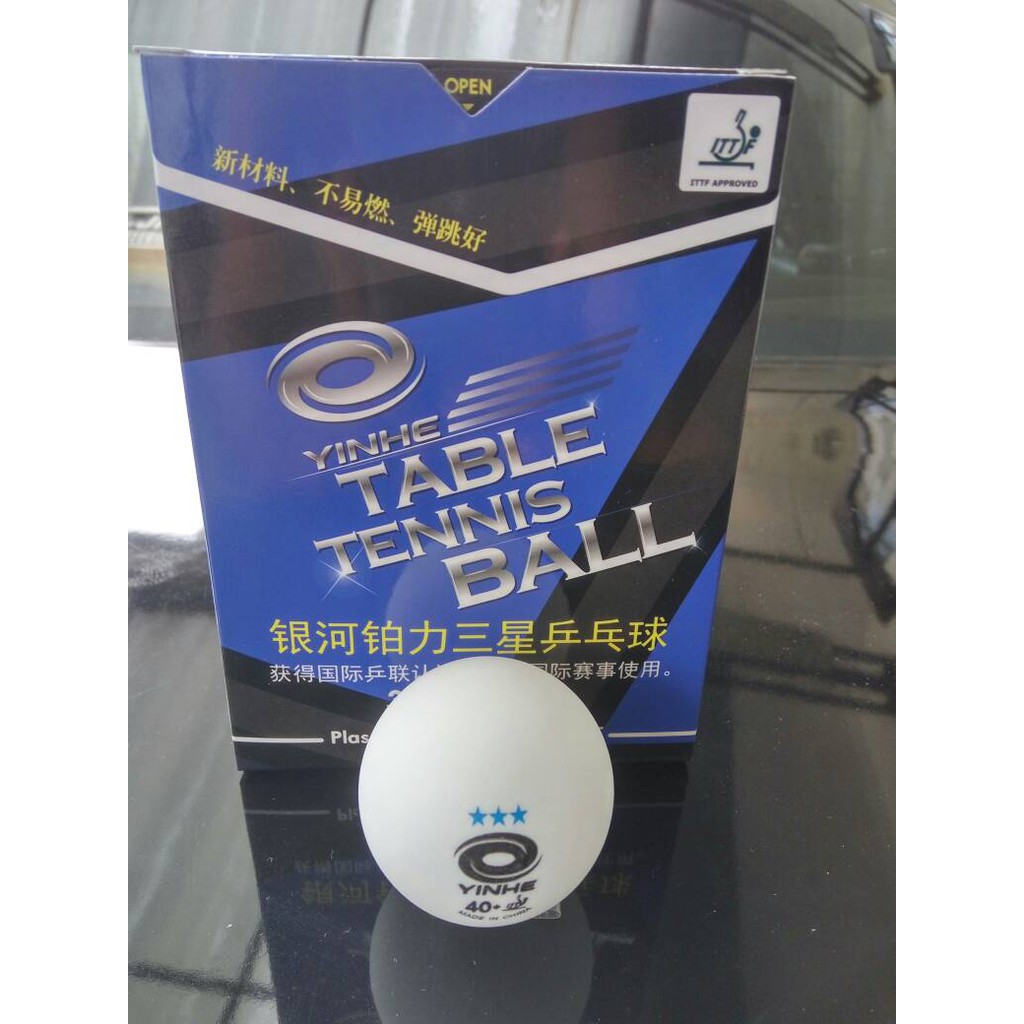 OPEN
ITTF
ITTF APPROVED
新材料、不易燃、弹跳好
YINHE
TABLE
TENNIS
BALL
银河铂力三星乒乓球
获得国际乒联认 国际赛事使用。
YINHE
40+ ITTF
MADE IN CHINA